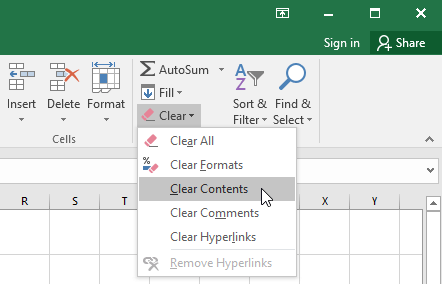 Sign in
Share
AutoSum
Fill
Clear
Insert
Delete
Format
Cells
Sort & Filter
Find & Select
Clear All
Clear Formats
Clear Contents
Clear Comments
Clear Hyperlinks
Remove Hyperlinks
R S T X Y